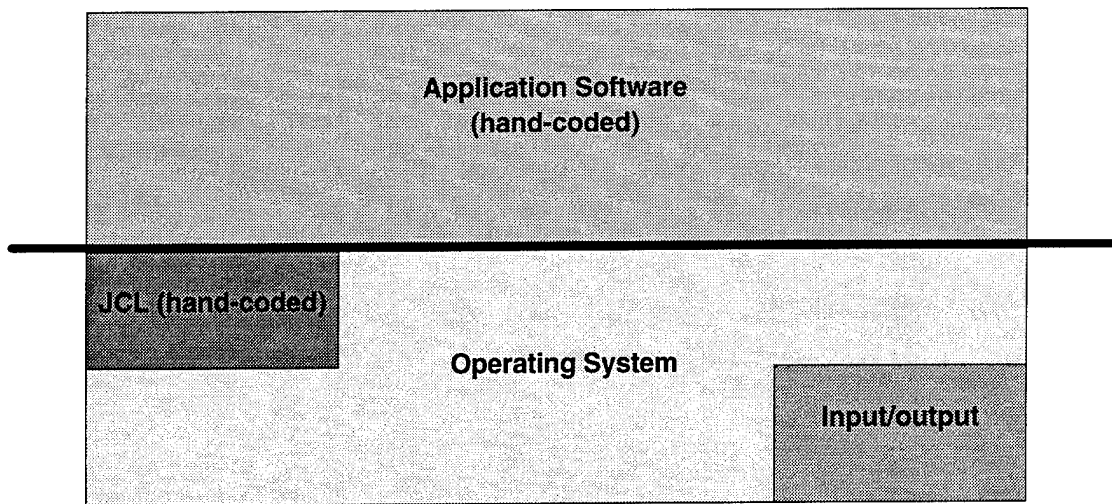 Application Software
(hand-coded)
JCL (hand-coded)
Operating System
Input/output